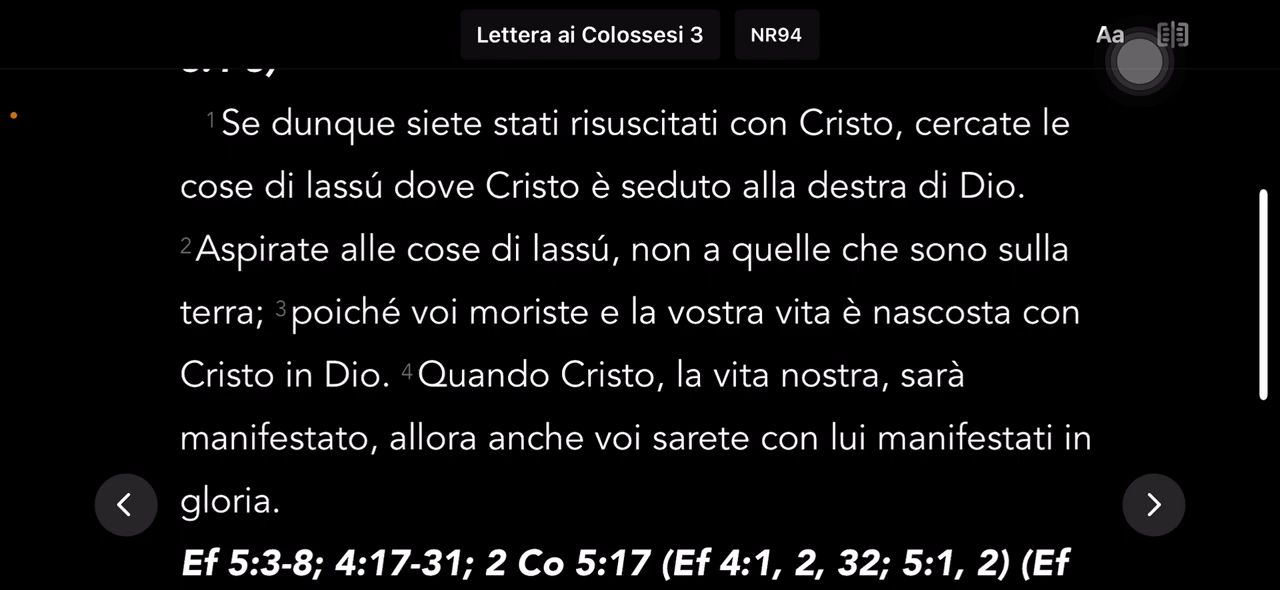 Lettera ai Colossesi 3 NR94 Aa
1 Se dunque siete stati risuscitati con Cristo, cercate le
cose di lassú dove Cristo è seduto alla destra di Dio.
2 Aspirate alle cose di lassú, non a quelle che sono sulla
terra; 3 poiché voi moriste e la vostra vita è nascosta con
Cristo in Dio. 4 Quando Cristo, la vita nostra, sarà
manifestato, allora anche voi sarete con lui manifestati in
gloria.
Ef 5:3-8; 4:17-31; 2 Co 5:17 (Ef 4:1, 2, 32; 5:1, 2) (Ef